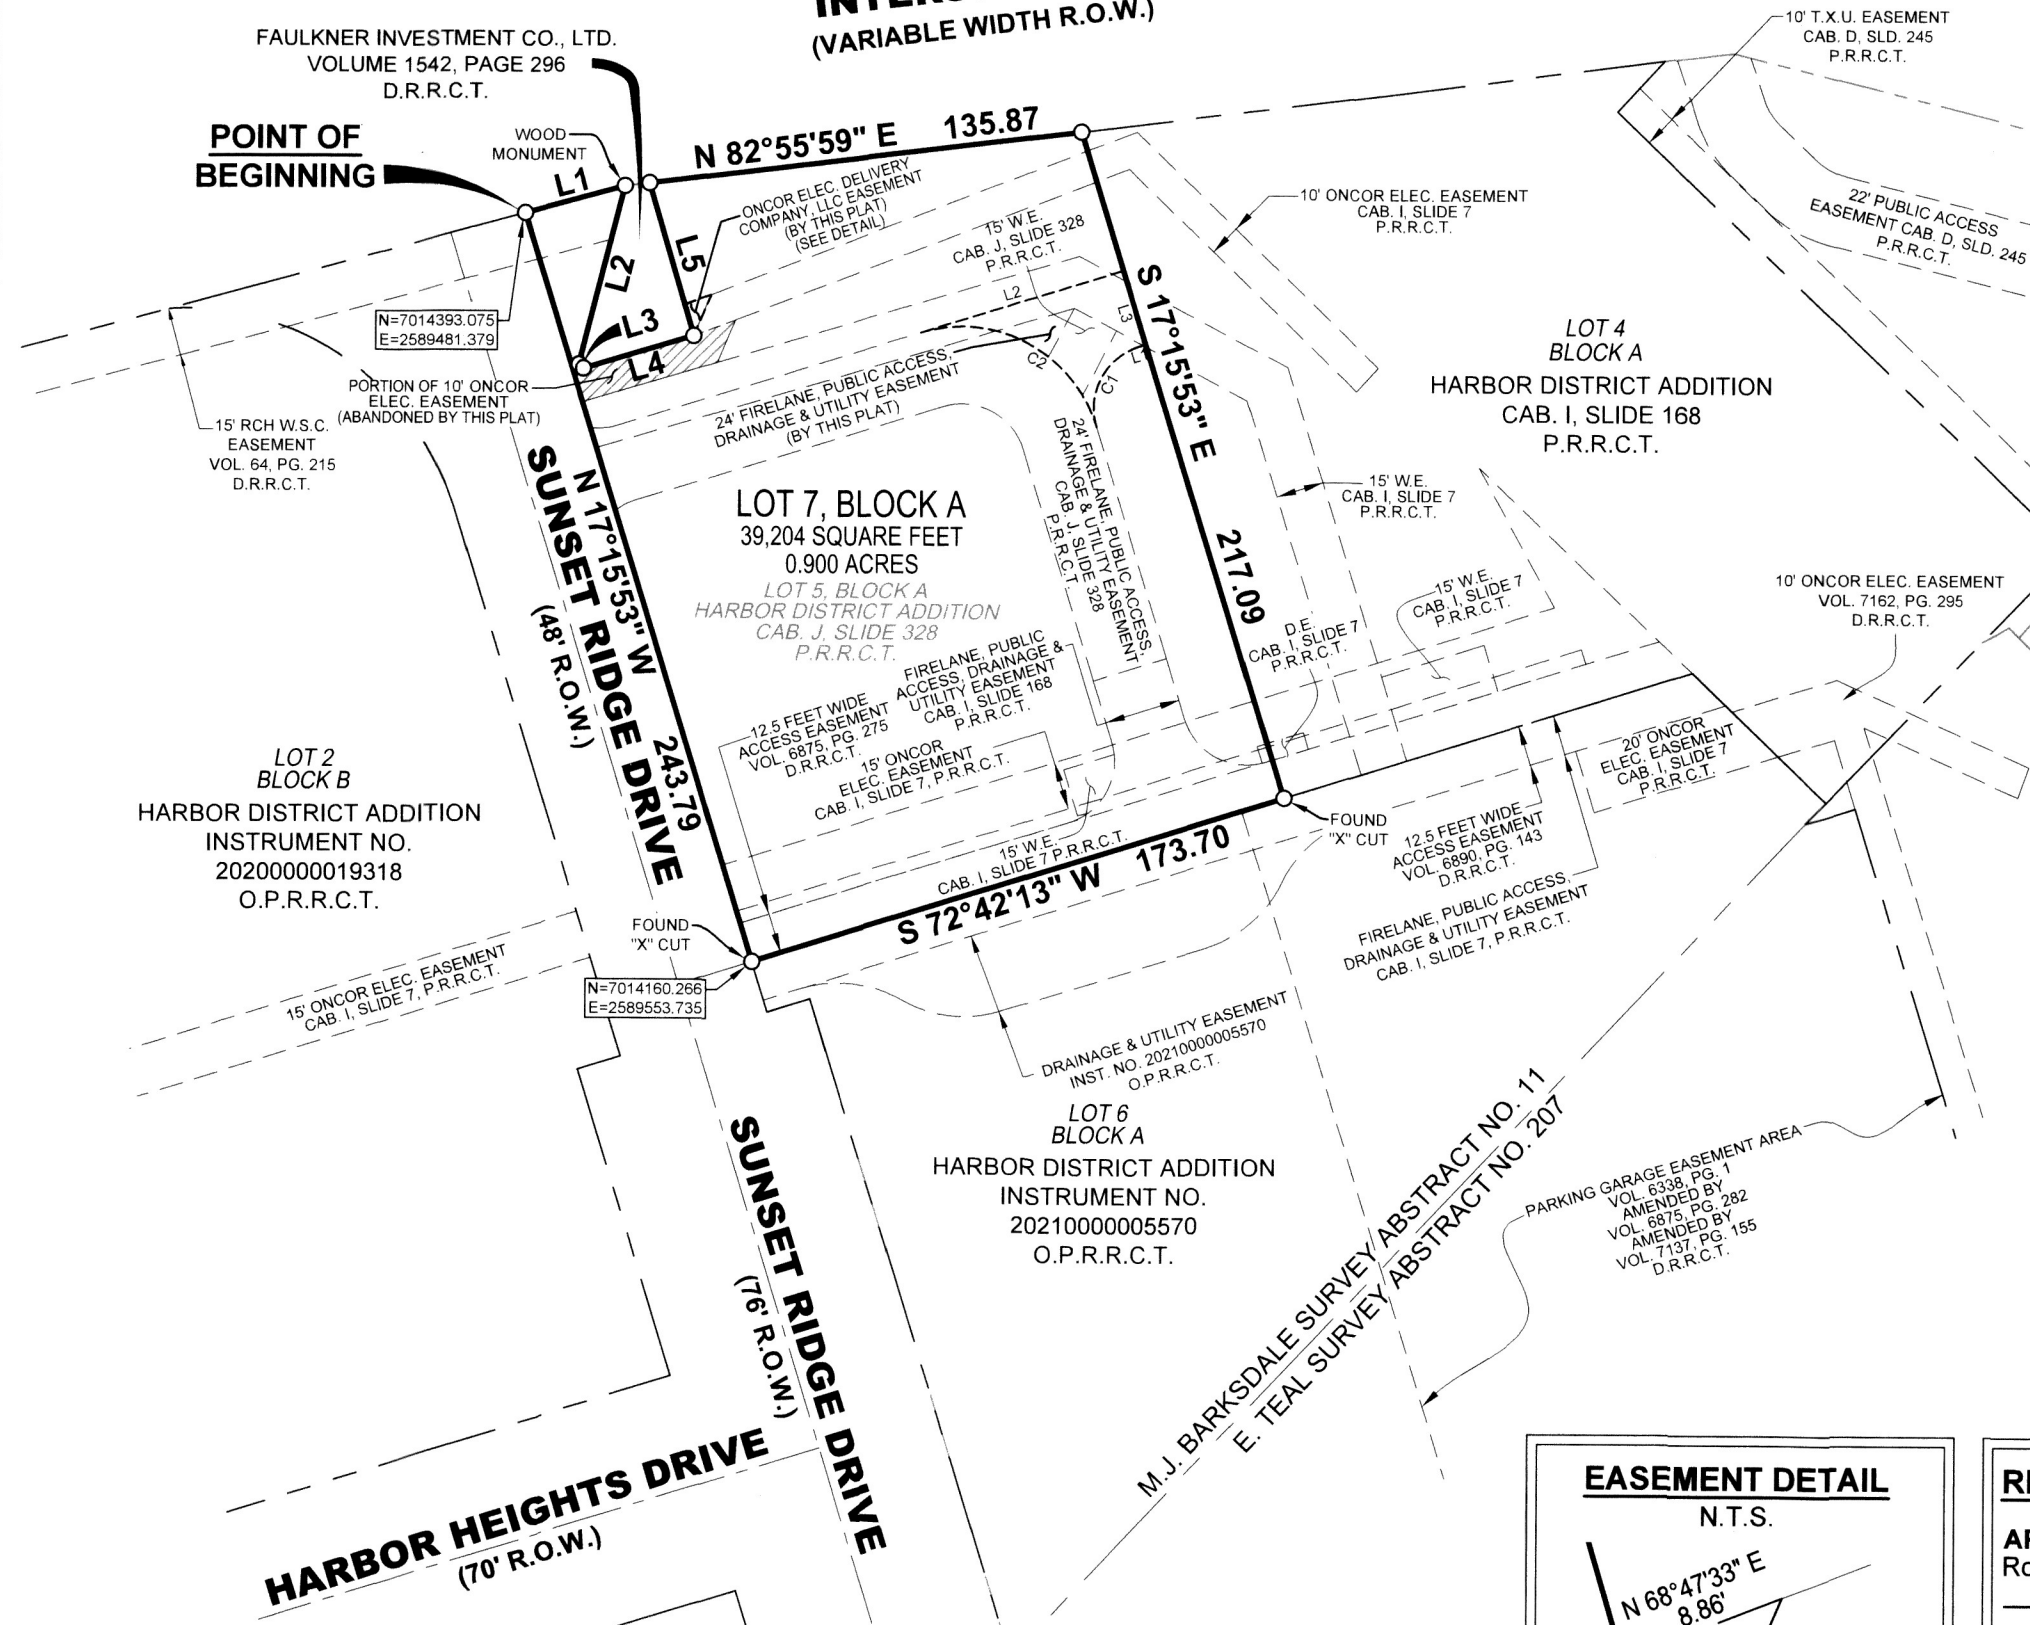 (VARIABLE WIDTH R.O.W.)
FAULKNER INVESTMENT CO., LTD.
VOLUME 1542, PAGE 296
D.R.R.C.T.
10' T.X.U. EASEMENT
CAB. D, SLD. 245
P.R.R.C.T.
POINT OF
BEGINNING
WOOD
MONUMENT
L1
N 82°55'59" E 135.87
ONCOR ELEC. DELIVERY
COMPANY, LLC EASEMENT
(BY THIS PLAT)
(SEE DETAIL)
15' W.E.
CAB. J, SLIDE 328
P.R.R.C.T.
10' ONCOR ELEC. EASEMENT
CAB. I, SLIDE 7
P.R.R.C.T.
22' PUBLIC ACCESS
EASEMENT CAB. D, SLD. 245
P.R.R.C.T.
L2
L5
L3
L4
L2
L3
L1
C2
C1
N=7014393.075
E=2589481.379
PORTION OF 10' ONCOR
ELEC. EASEMENT
(ABANDONED BY THIS PLAT)
15' RCH W.S.C.
EASEMENT
VOL. 64, PG. 215
D.R.R.C.T.
24' FIRELANE, PUBLIC ACCESS,
DRAINAGE & UTILITY EASEMENT
(BY THIS PLAT)
S 17°15'53" E 217.09
LOT 4
BLOCK A
HARBOR DISTRICT ADDITION
CAB. I, SLIDE 168
P.R.R.C.T.
24' FIRELANE, PUBLIC ACCESS,
DRAINAGE & UTILITY EASEMENT
CAB. J, SLIDE 328
P.R.R.C.T.
15' W.E.
CAB. I, SLIDE 7
P.R.R.C.T.
N 17°15'53" W 243.79
SUNSET RIDGE DRIVE
(48' R.O.W.)
LOT 7, BLOCK A
39,204 SQUARE FEET
0.900 ACRES
LOT 5, BLOCK A
HARBOR DISTRICT ADDITION
CAB. J, SLIDE 328
P.R.R.C.T.
15' W.E.
CAB. I, SLIDE 7
P.R.R.C.T.
10' ONCOR ELEC. EASEMENT
VOL. 7162, PG. 295
D.R.R.C.T.
D.E.
CAB. I, SLIDE 7
P.R.R.C.T.
FIRELANE, PUBLIC
ACCESS, DRAINAGE &
UTILITY EASEMENT
CAB. I, SLIDE 168
P.R.R.C.T.
12.5 FEET WIDE
ACCESS EASEMENT
VOL. 6875, PG. 275
D.R.R.C.T.
15' ONCOR
ELEC. EASEMENT
CAB. I, SLIDE 7, P.R.R.C.T.
20' ONCOR
ELEC. EASEMENT
CAB. I, SLIDE 7
P.R.R.C.T.
LOT 2
BLOCK B
HARBOR DISTRICT ADDITION
INSTRUMENT NO.
20200000019318
O.P.R.R.C.T.
15' W.E.
CAB. I, SLIDE 7 P.R.R.C.T.
S 72°42'13" W 173.70
FOUND
"X" CUT
12.5 FEET WIDE
ACCESS EASEMENT
VOL. 6890, PG. 143
D.R.R.C.T.
FIRELANE, PUBLIC ACCESS,
DRAINAGE & UTILITY EASEMENT
CAB. I, SLIDE 7, P.R.R.C.T.
FOUND
"X" CUT
N=7014160.266
E=2589553.735
15' ONCOR ELEC. EASEMENT
CAB. I, SLIDE 7, P.R.R.C.T.
DRAINAGE & UTILITY EASEMENT
INST. NO. 20210000005570
O.P.R.R.C.T.
LOT 6
BLOCK A
HARBOR DISTRICT ADDITION
INSTRUMENT NO.
20210000005570
O.P.R.R.C.T.
M.J. BARKSDALE SURVEY ABSTRACT NO. 11
E. TEAL SURVEY ABSTRACT NO. 207
PARKING GARAGE EASEMENT AREA
VOL. 6338, PG. 1
AMENDED BY
VOL. 6875, PG. 282
AMENDED BY
VOL. 7137, PG. 155
D.R.R.C.T.
SUNSET RIDGE DRIVE
(76' R.O.W.)
HARBOR HEIGHTS DRIVE
(70' R.O.W.)
EASEMENT DETAIL
N.T.S.
N 68°47'33" E
8.86'